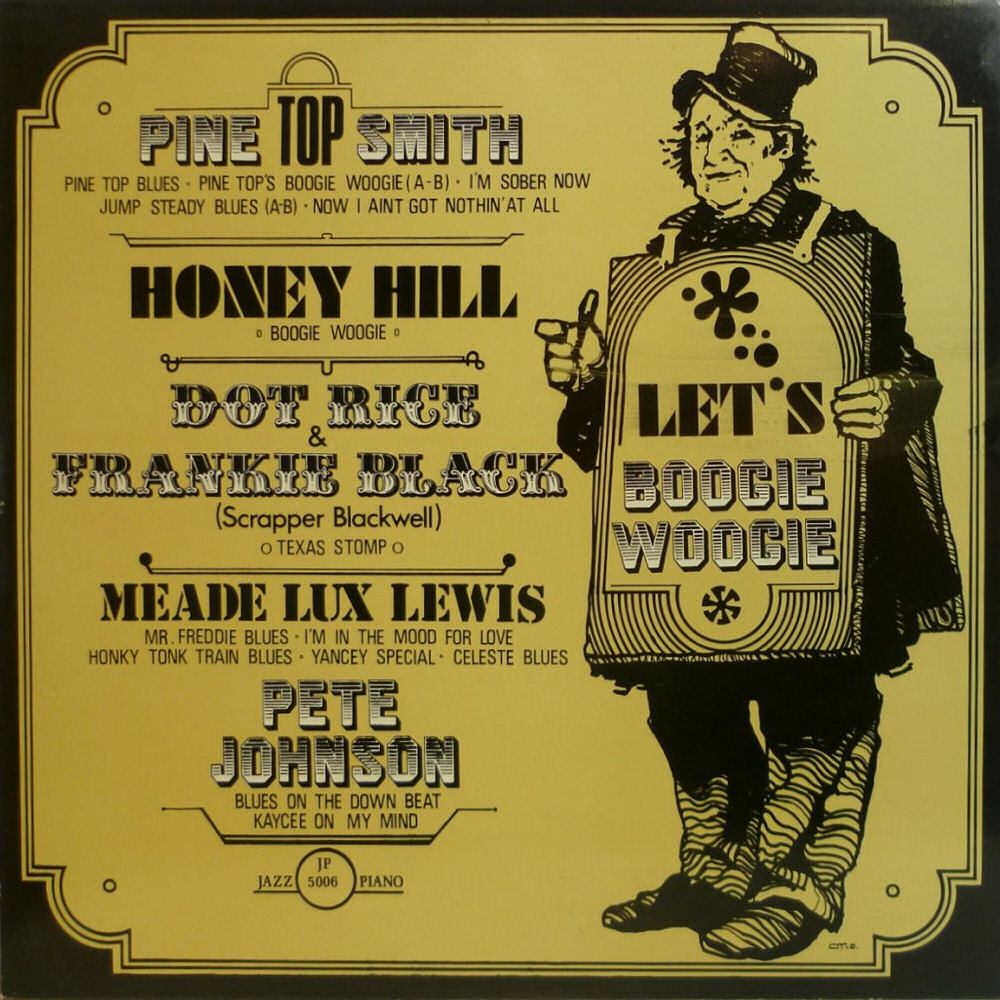 PINE TOP SMITH
PINE TOP BLUES · PINE TOP'S BOOGIE WOOGIE (A-B) · I'M SOBER NOW
JUMP STEADY BLUES (A-B) · NOW I AINT GOT NOTHIN' AT ALL
HONEY HILL
BOOGIE WOOGIE
DOT RICE
&
FRANKIE BLACK
(Scrapper Blackwell)
TEXAS STOMP
MEADE LUX LEWIS
MR. FREDDIE BLUES · I'M IN THE MOOD FOR LOVE
HONKY TONK TRAIN BLUES · YANCEY SPECIAL · CELESTE BLUES
PETE
JOHNSON
BLUES ON THE DOWN BEAT
KAYCEE ON MY MIND
JP
JAZZ 5006 PIANO
LET'S
BOOGIE
WOOGIE